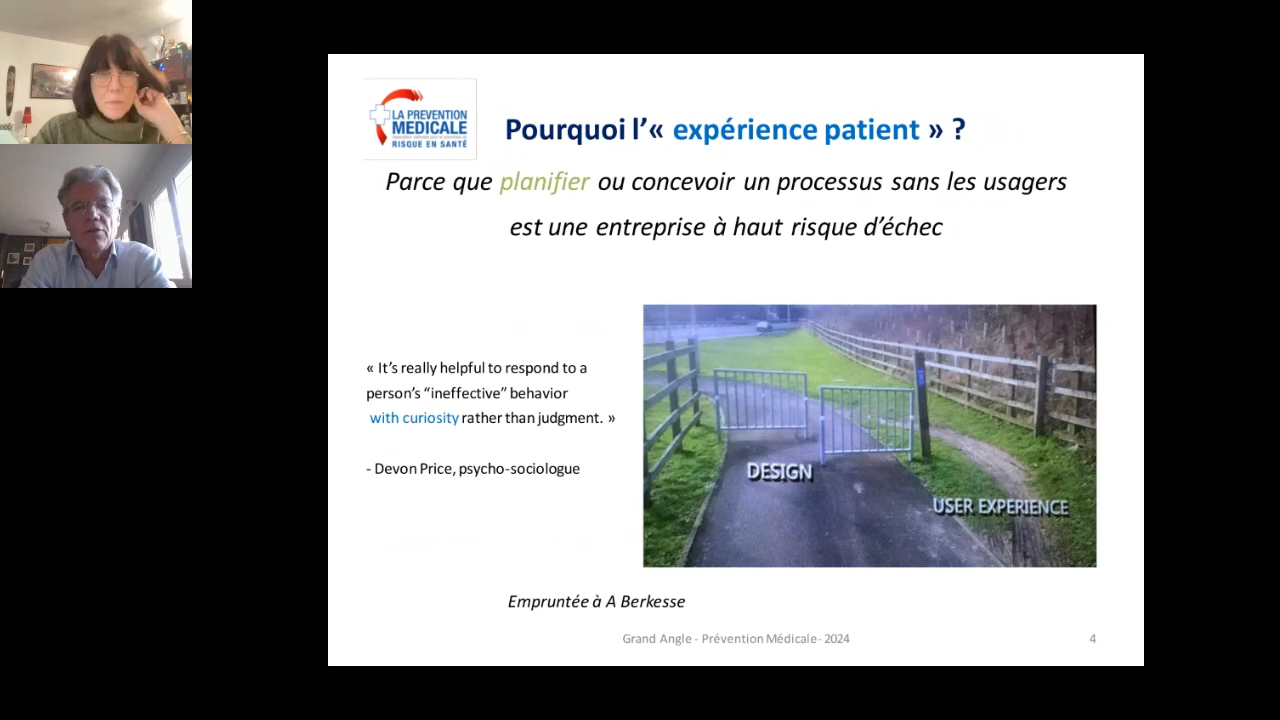 LA PREVENTION
MEDICALE
RISQUE EN SANTÉ
Pourquoi l’« expérience patient » ?
Parce que planifier ou concevoir un processus sans les usagers
est une entreprise à haut risque d’échec
« It’s really helpful to respond to a
person’s “ineffective” behavior
with curiosity rather than judgment. »
- Devon Price, psycho-sociologue
DESIGN
USER EXPERIENCE
Empruntée à A Berkesse
Grand Angle - Prévention Médicale- 2024
4